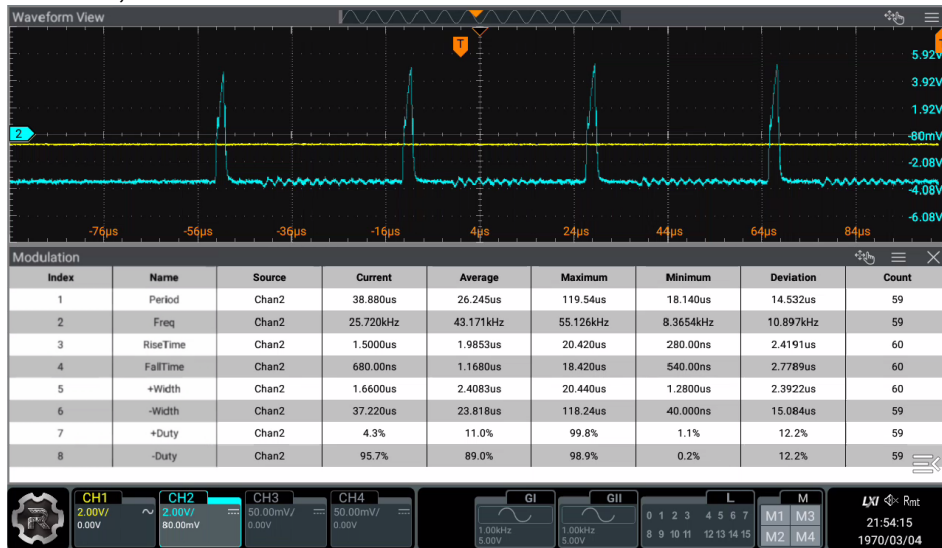 Waveform View
T
5.92V
3.92V
1.92V
2
-80mV
-2.08V
-4.08V
-6.08V
-76µs -56µs -36µs -16µs 4µs 24µs 44µs 64µs 84µs
Modulation
Index Name Source Current Average Maximum Minimum Deviation Count
1 Period Chan2 38.880us 26.245us 119.54us 18.140us 14.532us 59
2 Freq Chan2 25.720kHz 43.171kHz 55.126kHz 8.3654kHz 10.897kHz 59
3 RiseTime Chan2 1.5000us 1.9853us 20.420us 280.00ns 2.4191us 60
4 FallTime Chan2 680.00ns 1.1680us 18.420us 540.00ns 2.7789us 60
5 +Width Chan2 1.6600us 2.4083us 20.440us 1.2800us 2.3922us 60
6 -Width Chan2 37.220us 23.818us 118.24us 40.000ns 15.084us 59
7 +Duty Chan2 4.3% 11.0% 99.8% 1.1% 12.2% 59
8 -Duty Chan2 95.7% 89.0% 98.9% 0.2% 12.2% 59
CH1 CH2 CH3 CH4 GI GII L M
2.00V/ 2.00V/ 50.00mV/ 50.00mV/ 0 1 2 3 4 5 6 7 M1 M3 LXI Rmt
0.00V 80.00mV 0.00V 0.00V 1.00kHz 1.00kHz 8 9 10 11 12 13 14 15 M2 M4 21:54:15
5.00V 5.00V 1970/03/04